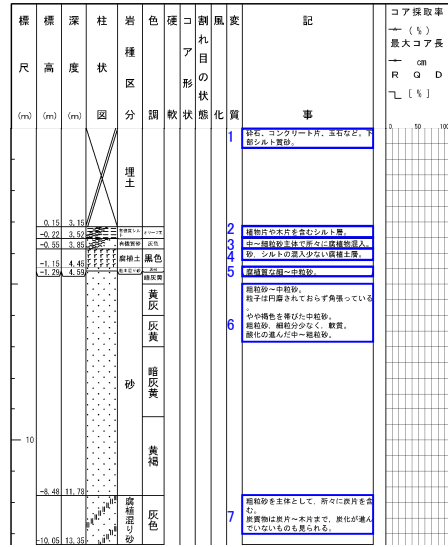 標尺 (m)
標高 (m)
深度 (m)
柱状図
岩種区分
色調
硬軟
コア形状
割れ目の状態
風化
変質
記事
コア採取率
(%)
最大コア長
cm
R Q D
[%]
0 50 100
埋土
1
砕石、コンクリート片、玉石など。下
部シルト質砂。
0.15 3.15
2
植物片や木片を含むシルト層。
-0.22 3.52
有機質砂 灰色
3
中~細粒砂主体で所々に腐植物混入。
-0.55 3.85
腐植土 黒色
4
砂、シルトの混入少ない腐植土層。
-1.15 4.45
5
腐植質な細~中粒砂。
-1.29 4.59
暗灰黄
黄灰
6
粗粒砂~中粒砂。
粒子は円磨されておらず角張っている
。
やや褐色を帯びた中粒砂。
粗粒砂、細粒分少なく、軟質。
酸化の進んだ中~粗粒砂。
灰黄
暗灰黄
砂
黄褐
10
-8.48 11.78
腐植混り砂
灰色
7
粗粒砂を主体として、所々に炭片を含
む。
炭質物は炭片~木片まで、炭化が進ん
でいないものも見られる。
-10.05 13.35